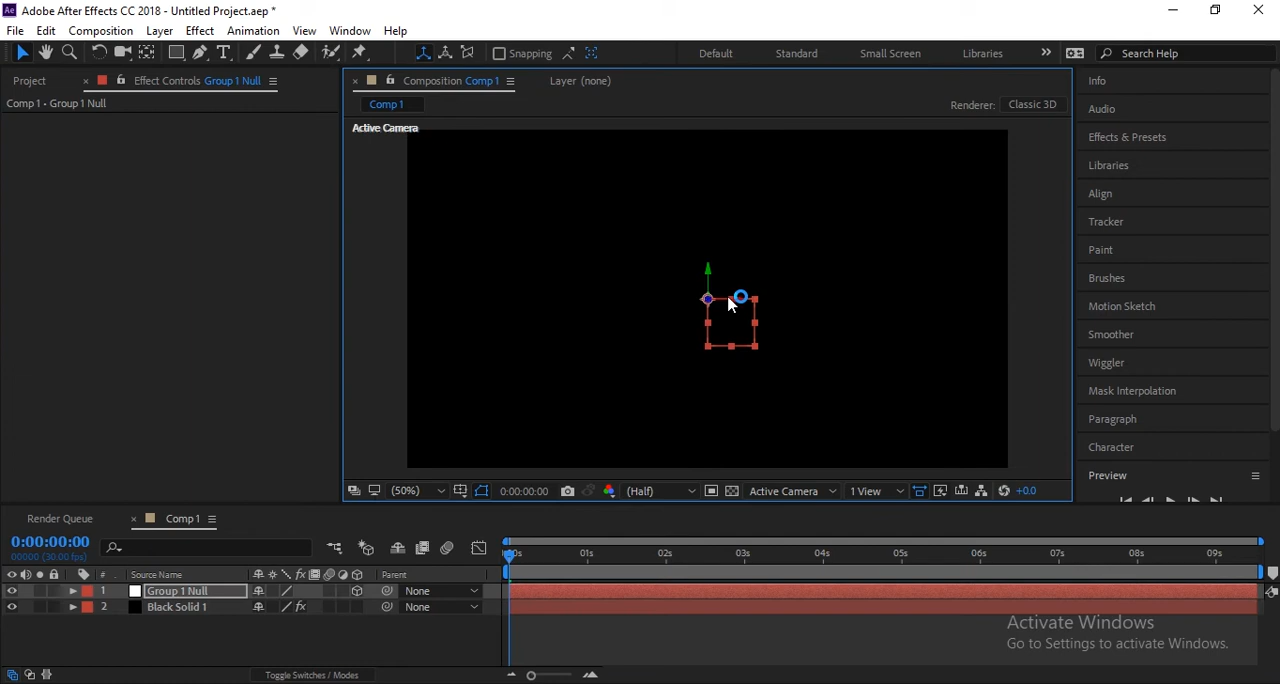 Ae Adobe After Effects CC 2018 - Untitled Project.aep *
File Edit Composition Layer Effect Animation View Window Help
T Snapping Default Standard Small Screen Libraries Search Help
Project Effect Controls Group 1 Null Composition Comp 1 Layer (none) Info
Comp 1 • Group 1 Null Comp 1 Renderer: Classic 3D Audio
Active Camera
Effects & Presets
Libraries
Align
Tracker
Paint
Brushes
Motion Sketch
Smoother
Wiggler
Mask Interpolation
Paragraph
Character
Preview
(50%) 0:00:00:00 (Half) Active Camera 1 View +0.0
Render Queue Comp 1
0:00:00:00
00000 (30.00 fps) 01s 02s 03s 04s 05s 06s 07s 08s 09s
# Source Name fx Parent
1 Group 1 Null None
2 Black Solid 1 fx None
Activate Windows
Go to Settings to activate Windows.
Toggle Switches / Modes